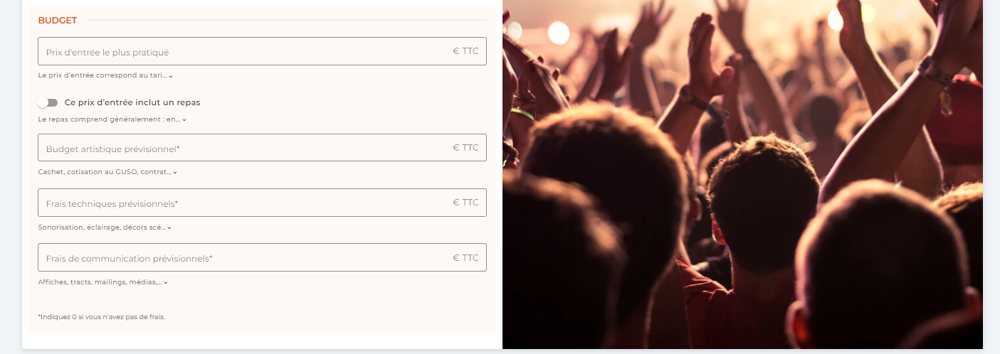 BUDGET
Prix d'entrée le plus pratiqué
€ TTC
Le prix d'entrée correspond au tari...
Ce prix d'entrée inclut un repas
Le repas comprend généralement : en...
Budget artistique prévisionnel*
€ TTC
Cachet, cotisation au GUSO, contrat...
Frais techniques prévisionnels*
€ TTC
Sonorisation, éclairage, décors scé...
Frais de communication prévisionnels*
€ TTC
Affiches, tracts, mailings, médias,...
*Indiquez 0 si vous n'avez pas de frais.